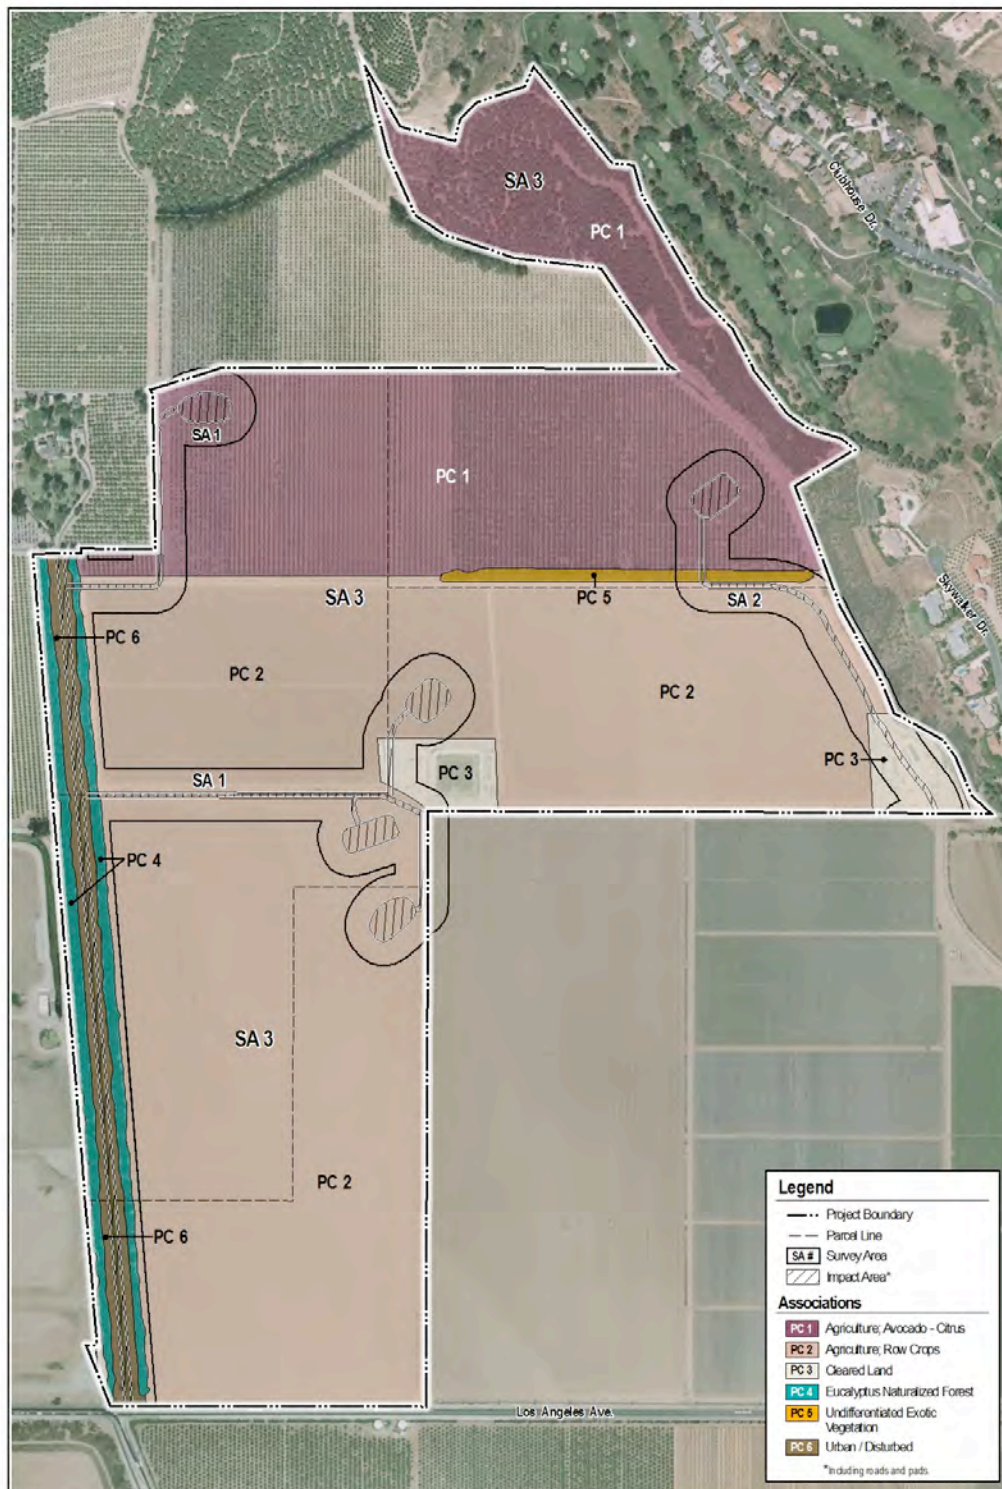 SA 3
Clubhouse Dr.
PC 1
SA 1
PC 1
SA 3
PC 5
SA 2
Skywalker Dr.
PC 6
PC 2
PC 2
PC 3
PC 3
SA 1
PC 4
SA 3
PC 2
PC 6
Los Angeles Ave.
Legend
Project Boundary
Parcel Line
SA # Survey Area
Impact Area*
Associations
PC 1 Agriculture; Avocado - Citrus
PC 2 Agriculture; Row Crops
PC 3 Cleared Land
PC 4 Eucalyptus Naturalized Forest
PC 5 Undifferentiated Exotic
Vegetation
PC 6 Urban / Disturbed
*Including roads and pads.